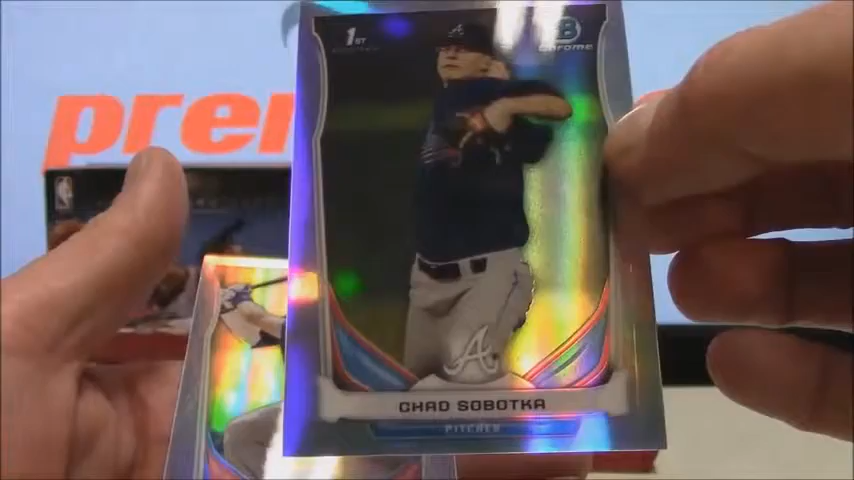 1ST
B
CHROME
prem
A
CHAD SOBOTKA
PITCHER